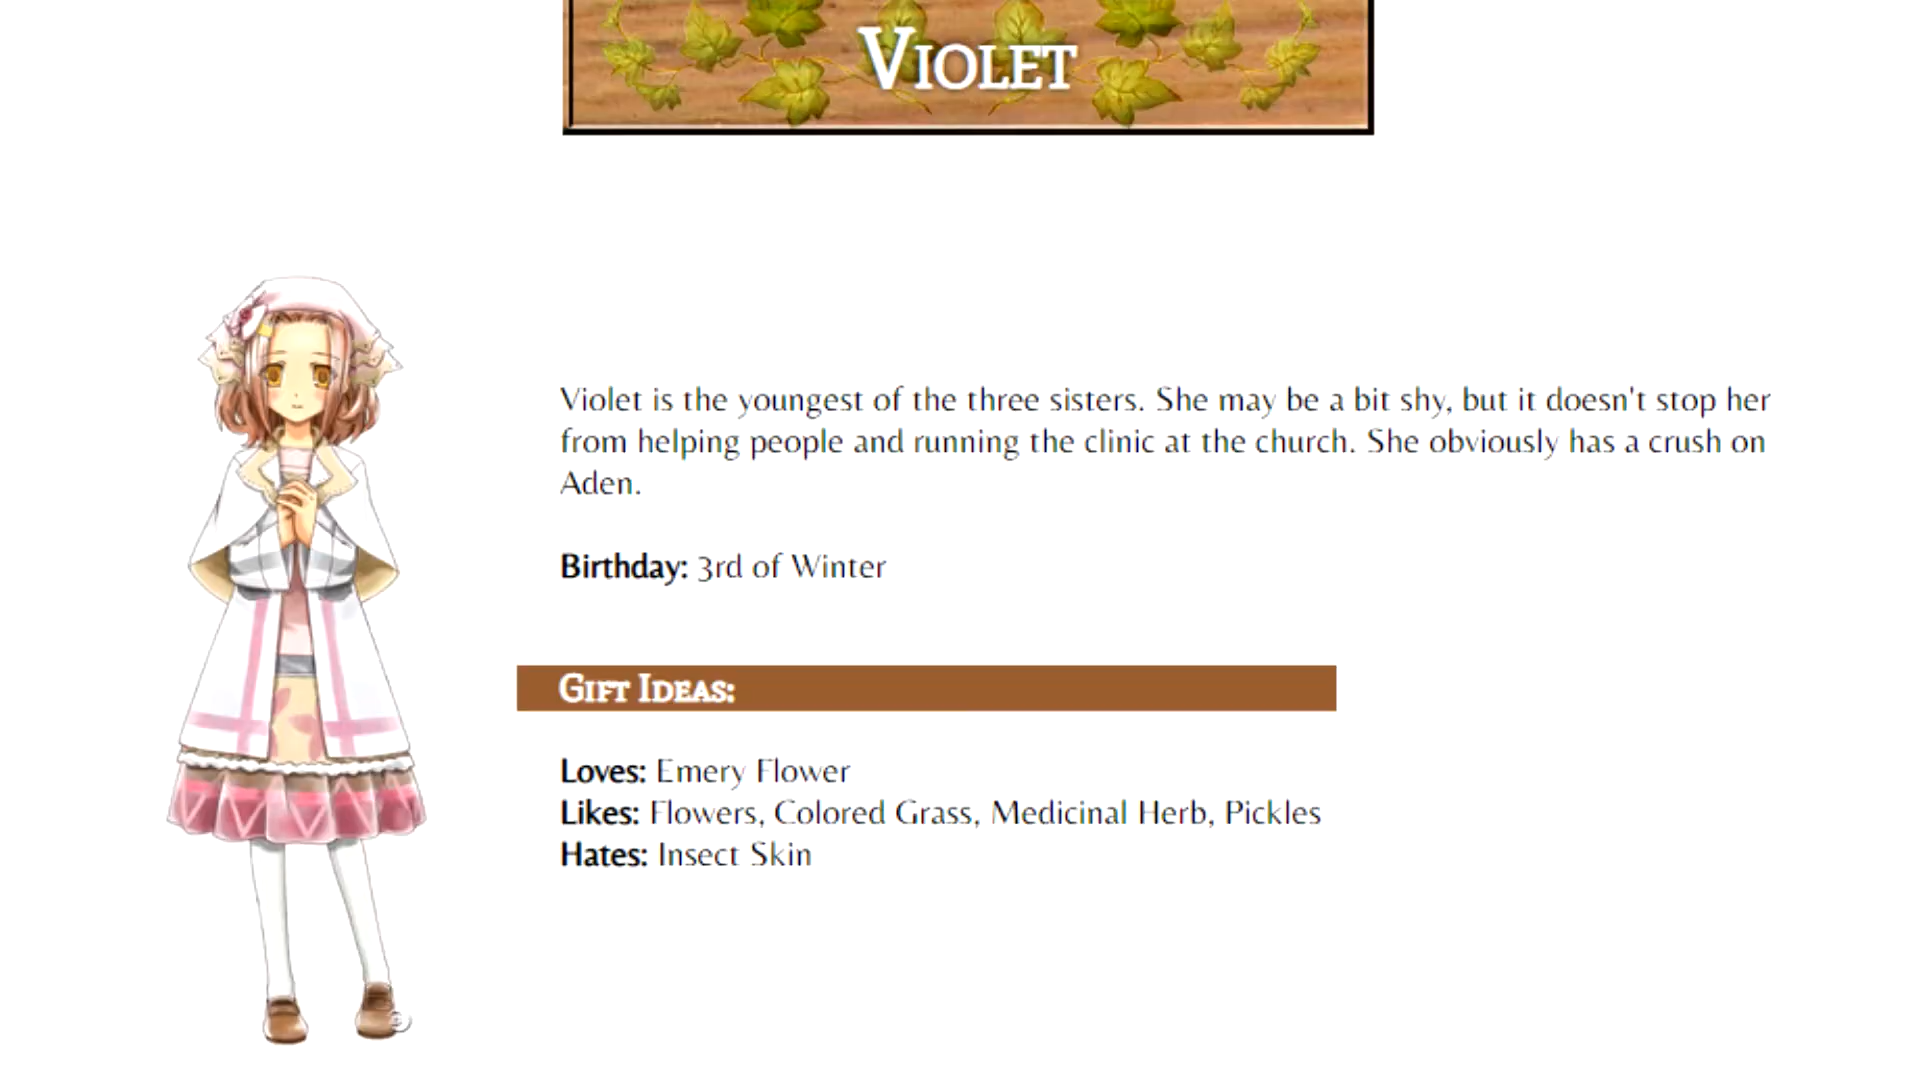 VIOLET
Violet is the youngest of the three sisters. She may be a bit shy, but it doesn't stop her
from helping people and running the clinic at the church. She obviously has a crush on
Aden.
Birthday: 3rd of Winter
GIFT IDEAS:
Loves: Emery Flower
Likes: Flowers, Colored Grass, Medicinal Herb, Pickles
Hates: Insect Skin